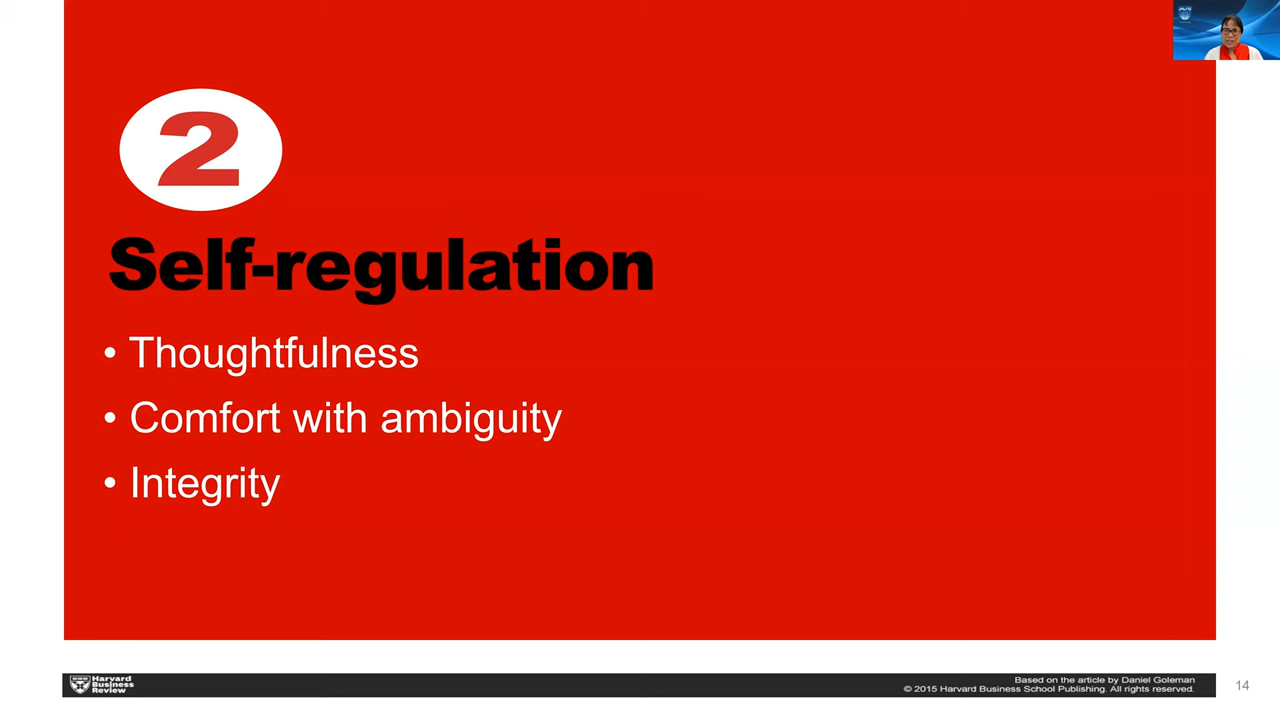 2
Self-regulation
• Thoughtfulness
• Comfort with ambiguity
• Integrity
Harvard
Business
Review
Based on the article by Daniel Goleman
© 2015 Harvard Business School Publishing. All rights reserved.
14